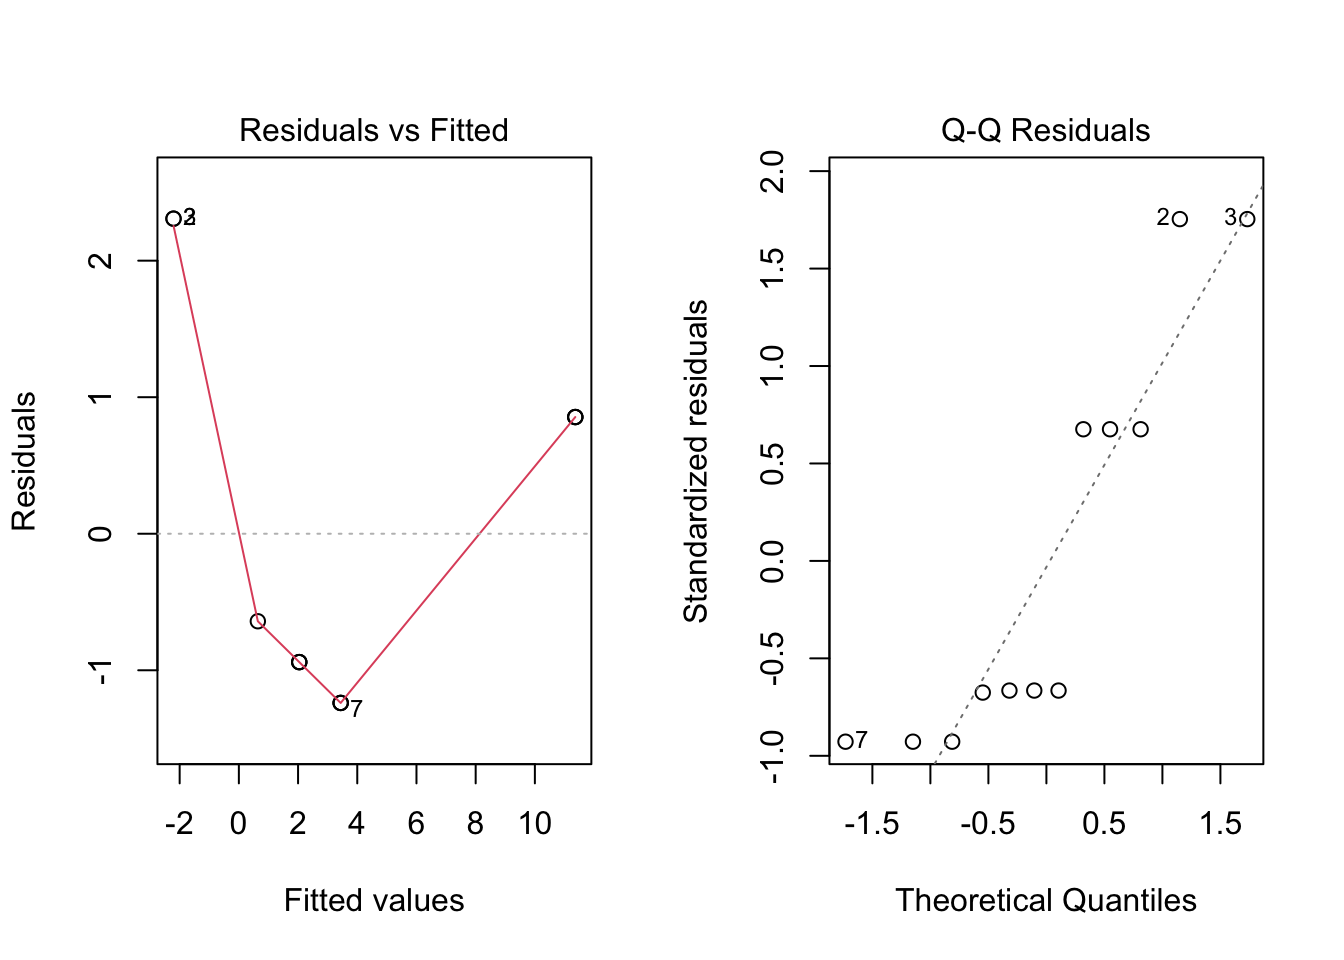 Residuals vs Fitted
Residuals
2
1
0
-1
2
3
7
-2 0 2 4 6 8 10
Fitted values
Q-Q Residuals
Standardized residuals
2.0
1.5
1.0
0.5
0.0
-0.5
-1.0
2 3
7
-1.5 -0.5 0.5 1.5
Theoretical Quantiles